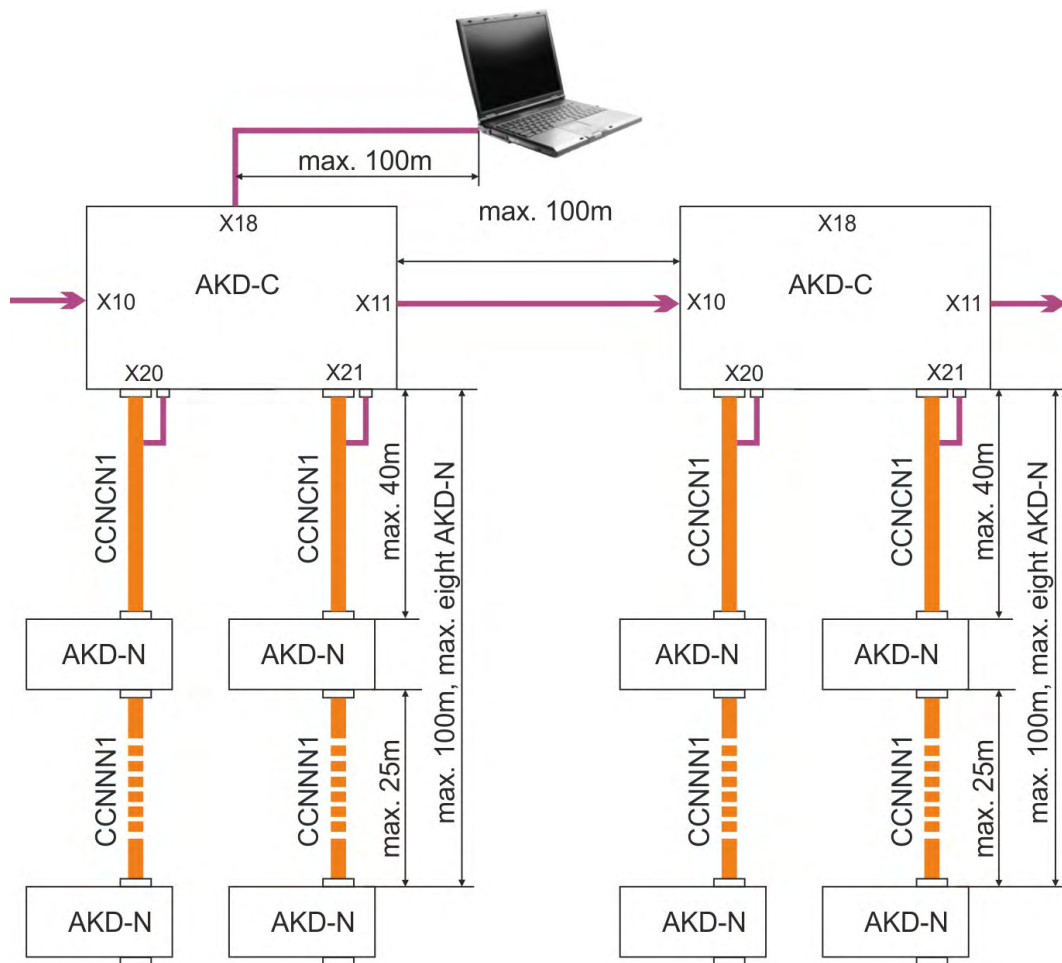 max. 100m
max. 100m
X18
X18
AKD-C
AKD-C
X10
X11
X10
X11
X20
X21
X20
X21
CCNCN1
CCNCN1
max. 40m
max. 100m, max. eight AKD-N
CCNCN1
CCNCN1
max. 40m
max. 100m, max. eight AKD-N
AKD-N
AKD-N
AKD-N
AKD-N
CCNNN1
CCNNN1
max. 25m
CCNNN1
CCNNN1
max. 25m
AKD-N
AKD-N
AKD-N
AKD-N